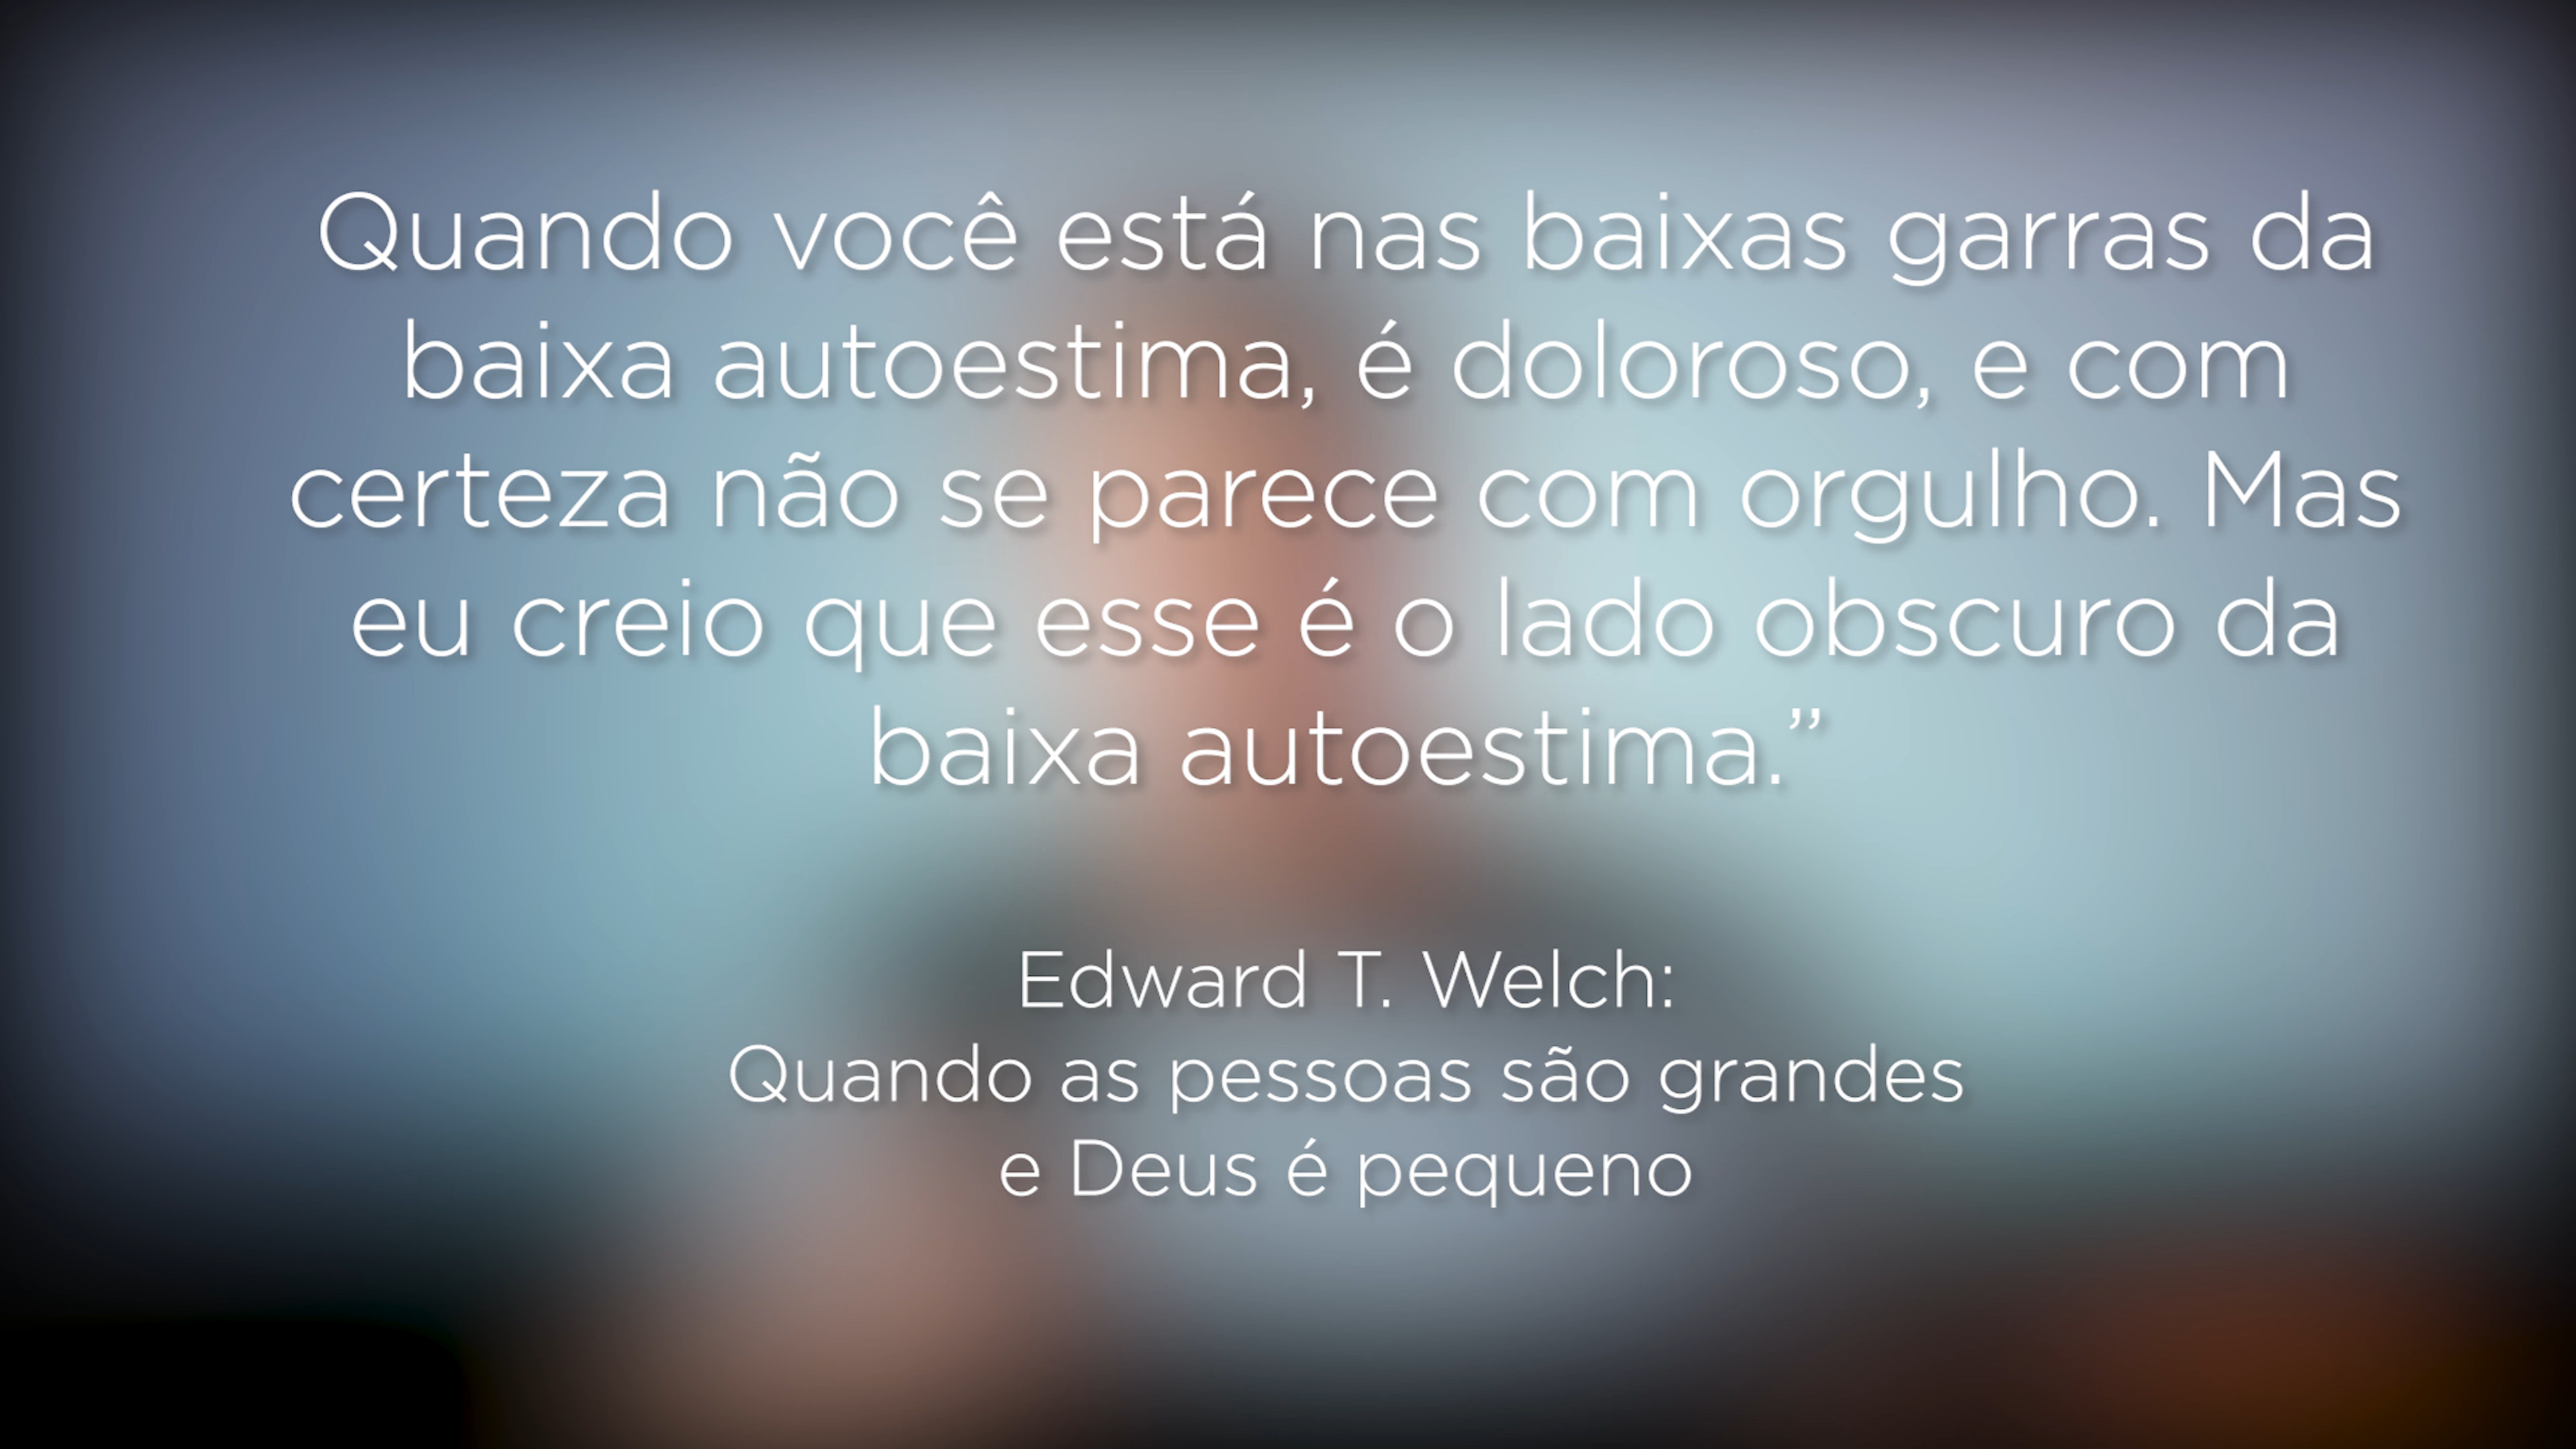 Quando você está nas baixas garras da
baixa autoestima, é doloroso, e com
certeza não se parece com orgulho. Mas
eu creio que esse é o lado obscuro da
baixa autoestima.”
Edward T. Welch:
Quando as pessoas são grandes
e Deus é pequeno